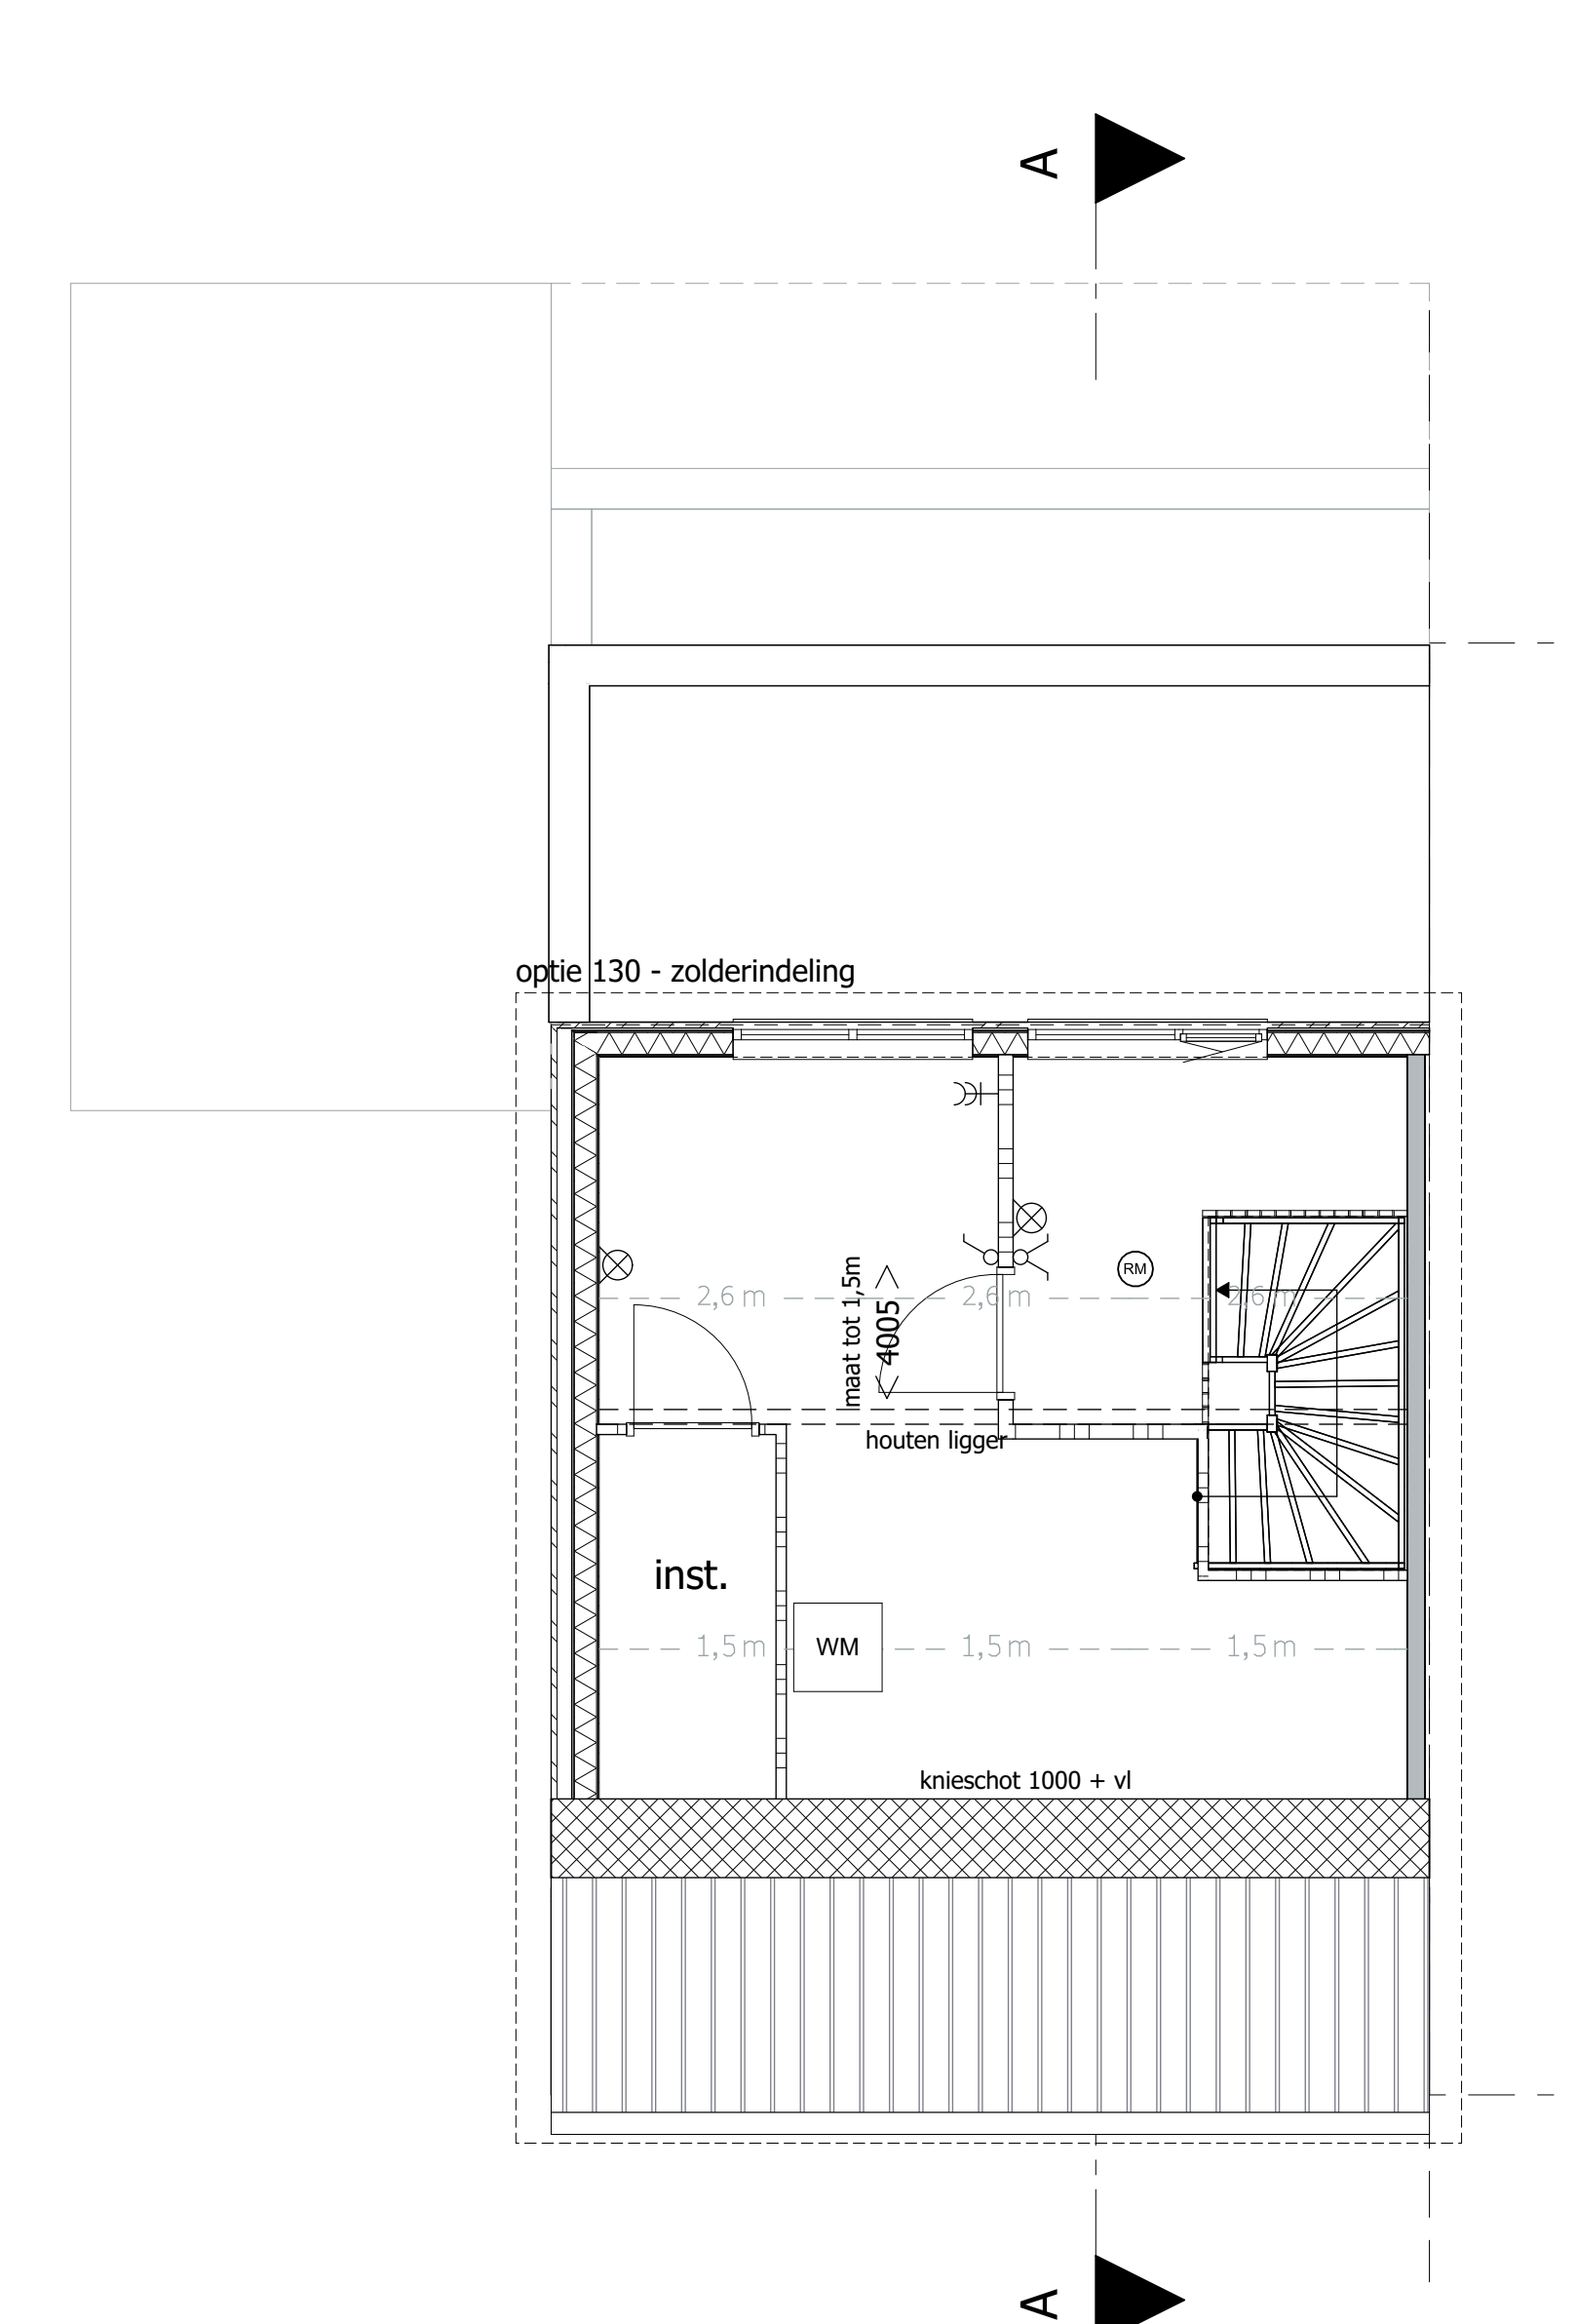 A
optie 130 - zolderindeling
RM
2,6 m
2,6 m
2,6 m
maat tot 1,5m
< 4005 >
houten ligger
inst.
1,5 m
WM
1,5 m
1,5 m
knieschot 1000 + vl
A